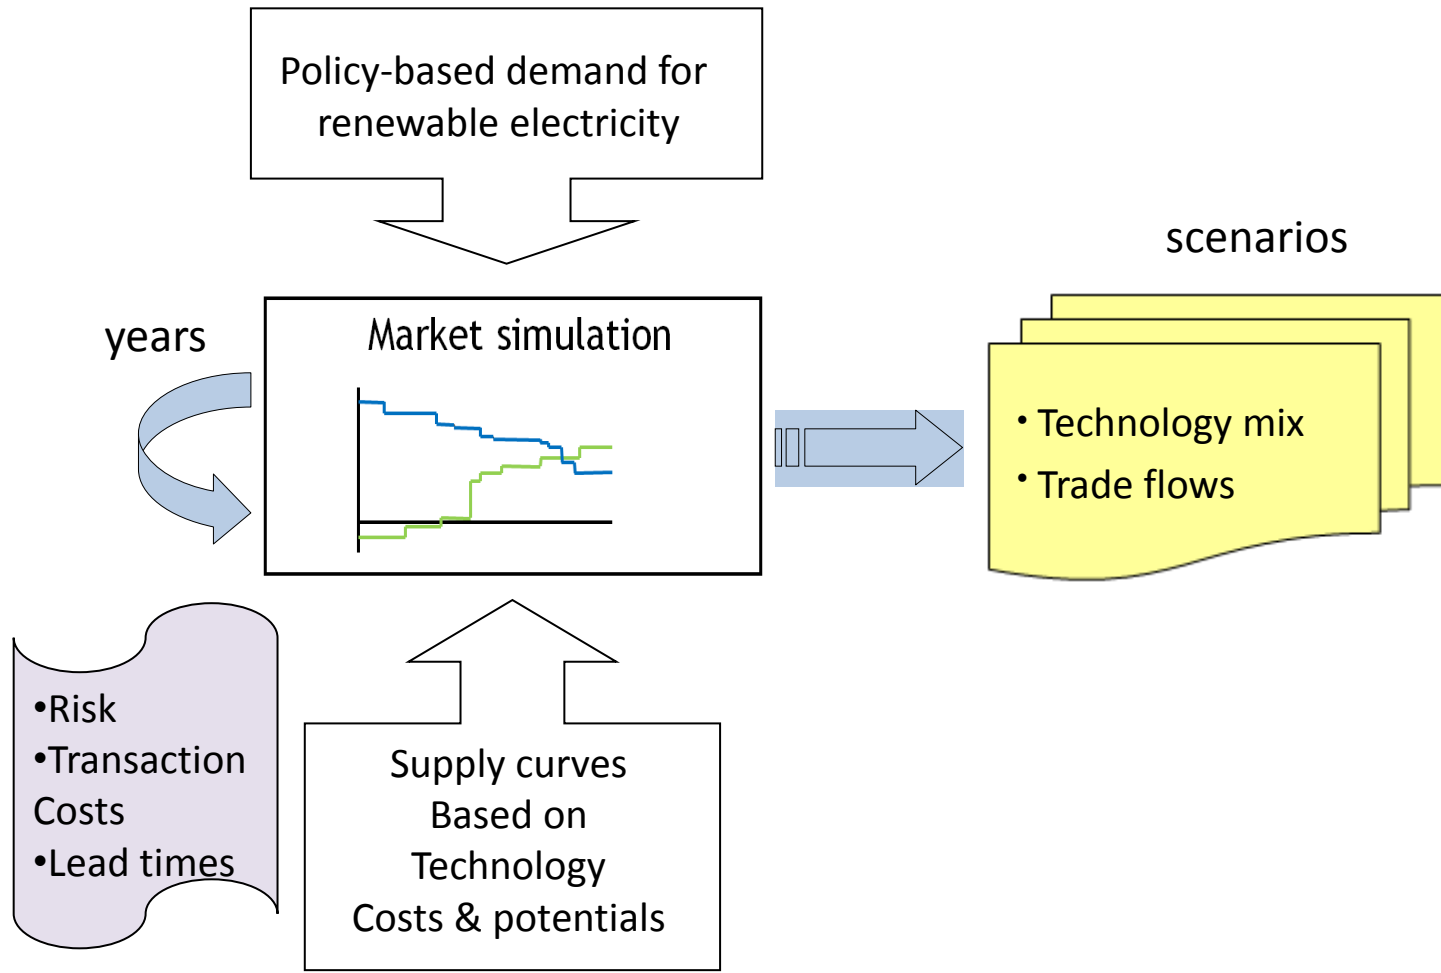 Policy-based demand for
renewable electricity
scenarios
years
Market simulation
• Technology mix
• Trade flows
•Risk
•Transaction
Costs
•Lead times
Supply curves
Based on
Technology
Costs & potentials